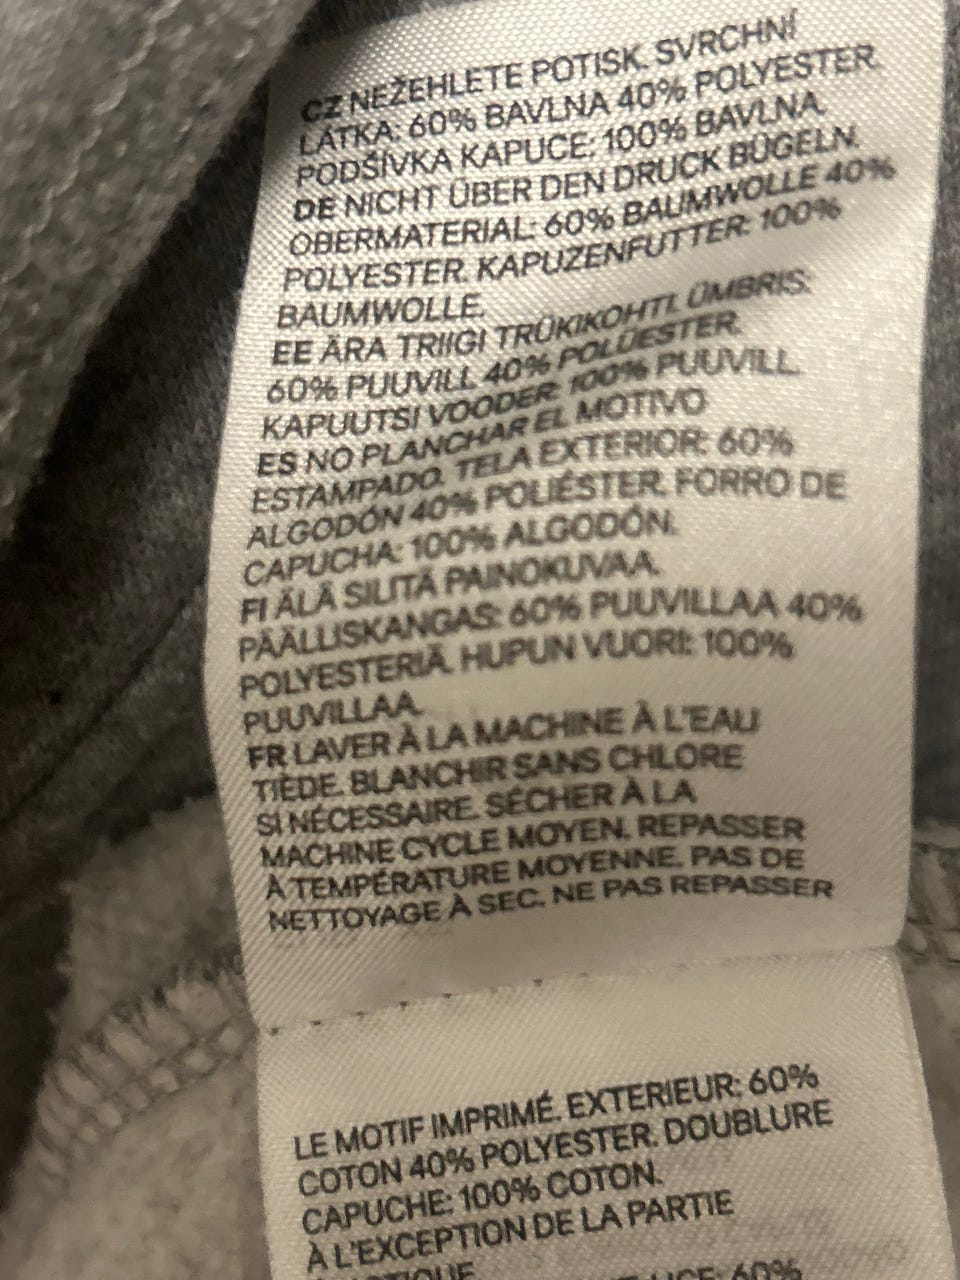 CZ NEŽEHLETE POTISK. SVRCHNÍ
LÁTKA: 60% BAVLNA 40% POLYESTER.
PODŠÍVKA KAPUCE: 100% BAVLNA.
DE NICHT ÜBER DEN DRUCK BÜGELN.
OBERMATERIAL: 60% BAUMWOLLE 40%
POLYESTER. KAPUZENFUTTER: 100%
BAUMWOLLE.
EE ÄRA TRIIGI TRÜKIKOHTI. ÜMBRIS:
60% PUUVILL 40% POLÜESTER.
KAPUUTSI VOODER: 100% PUUVILL.
ES NO PLANCHAR EL MOTIVO
ESTAMPADO. TELA EXTERIOR: 60%
ALGODÓN 40% POLIÉSTER. FORRO DE
CAPUCHA: 100% ALGODÓN.
FI ÄLÄ SILITÄ PAINOKUVAA.
PÄÄLLISKANGAS: 60% PUUVILLAA 40%
POLYESTERIÄ. HUPUN VUORI: 100%
PUUVILLAA.
FR LAVER À LA MACHINE À L'EAU
TIÈDE. BLANCHIR SANS CHLORE
SI NÉCESSAIRE. SÉCHER À LA
MACHINE CYCLE MOYEN. REPASSER
À TEMPÉRATURE MOYENNE. PAS DE
NETTOYAGE À SEC. NE PAS REPASSER
LE MOTIF IMPRIMÉ. EXTERIEUR: 60%
COTON 40% POLYESTER. DOUBLURE
CAPUCHE: 100% COTON.
À L'EXCEPTION DE LA PARTIE
60%